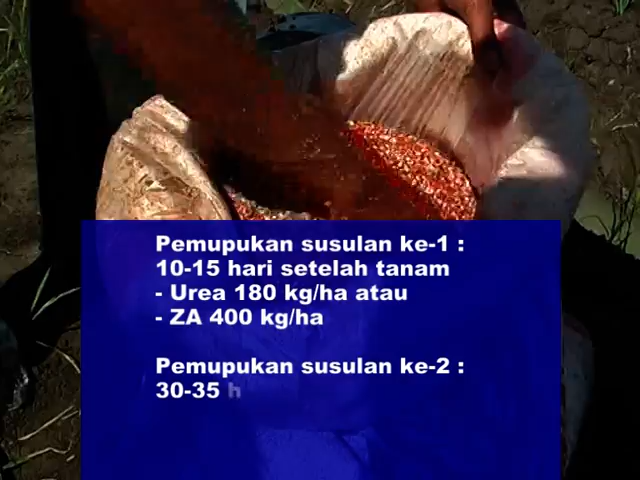 Pemupukan susulan ke-1 :
10-15 hari setelah tanam
- Urea 180 kg/ha atau
- ZA 400 kg/ha
Pemupukan susulan ke-2 :
30-35 h